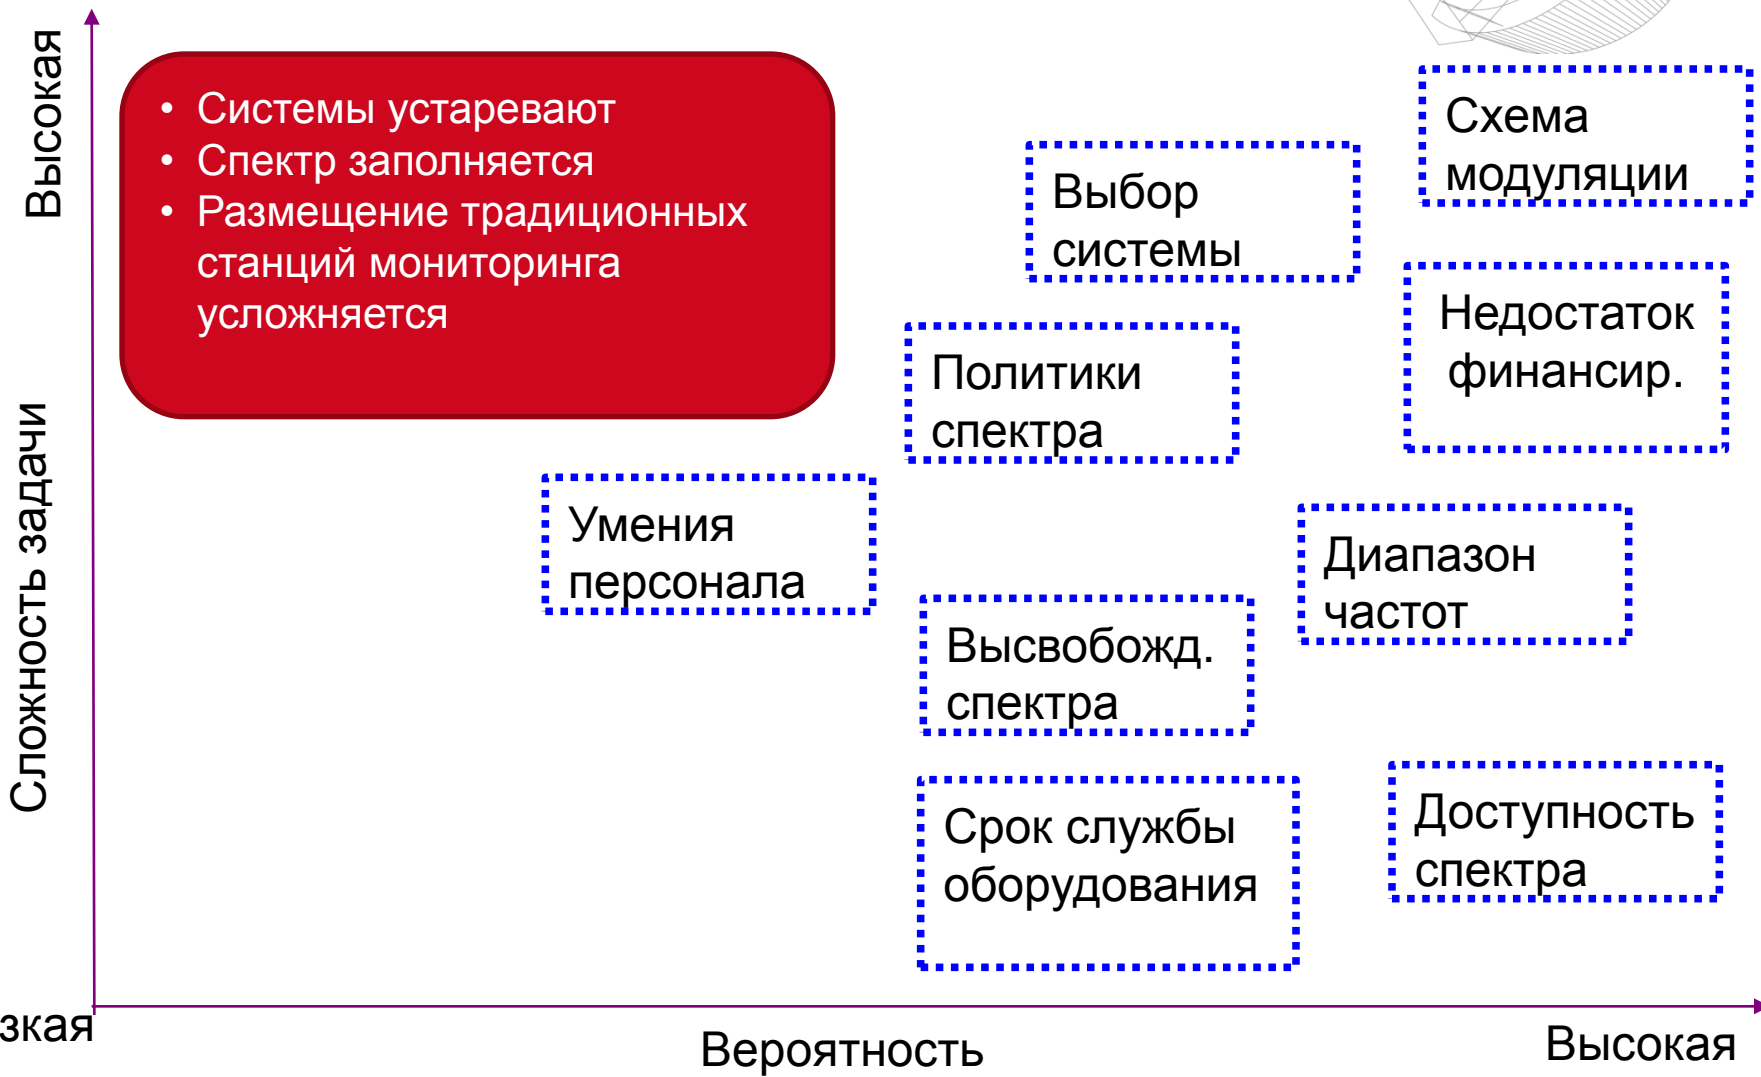 Высокая
Сложность задачи
• Системы устаревают
• Спектр заполняется
• Размещение традиционных
станций мониторинга
усложняется
Схема
модуляции
Выбор
системы
Недостаток
финансир.
Политики
спектра
Умения
персонала
Диапазон
частот
Высвобожд.
спектра
Срок службы
оборудования
Доступность
спектра
зкая
Вероятность
Высокая